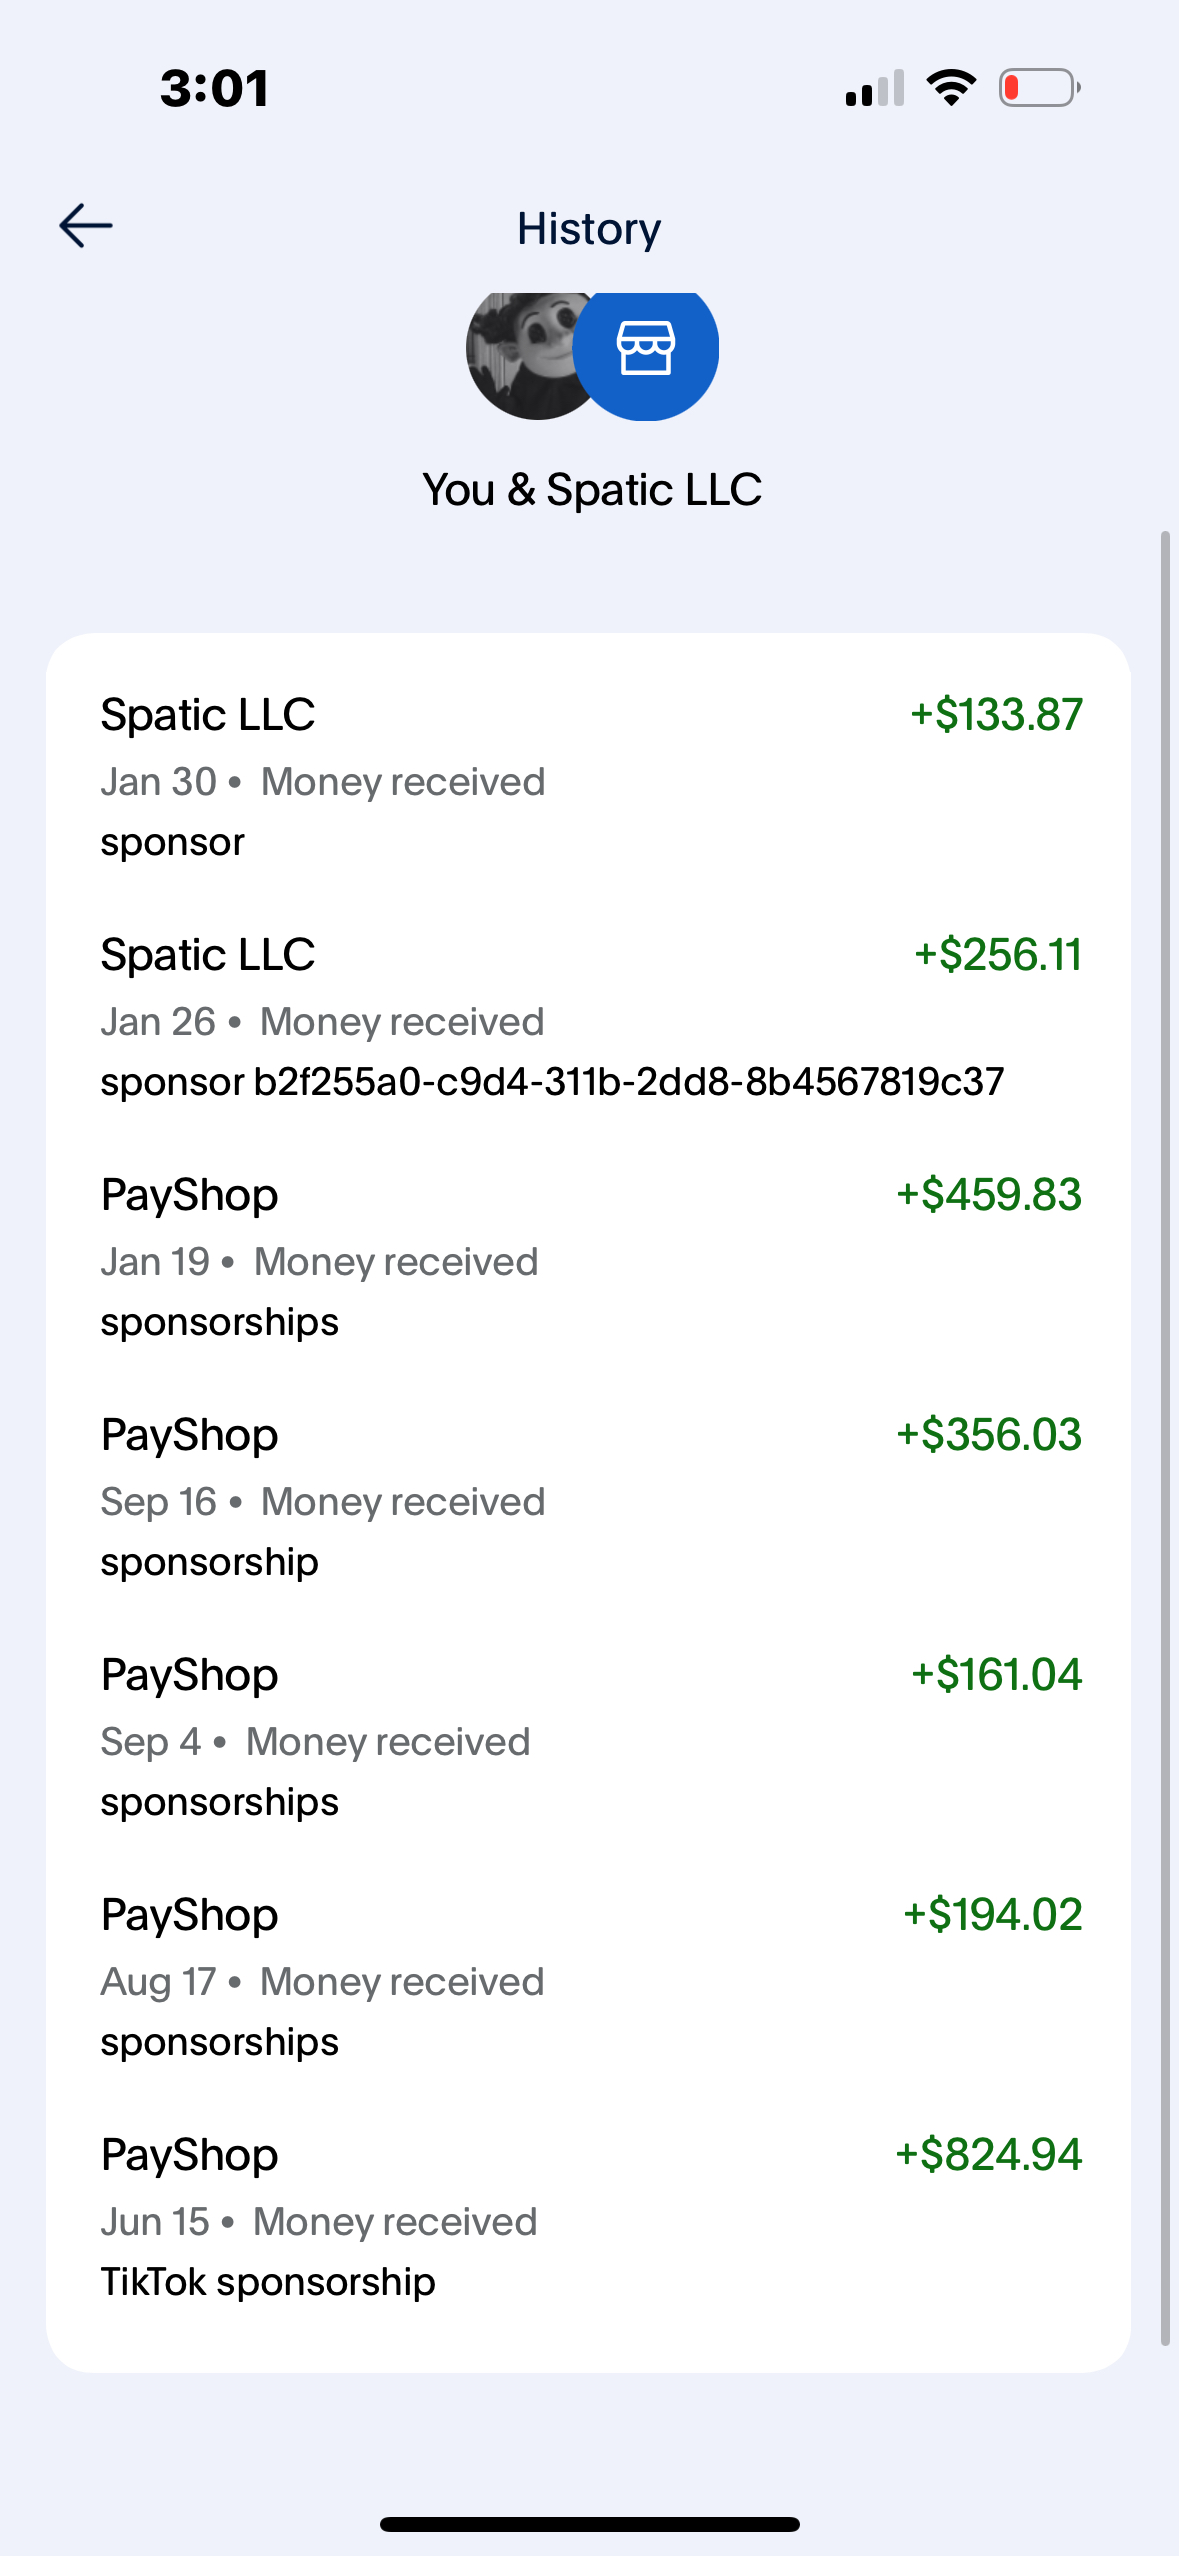 3:01
History
You & Spatic LLC
Spatic LLC +$133.87
Jan 30 • Money received
sponsor
Spatic LLC +$256.11
Jan 26 • Money received
sponsor b2f255a0-c9d4-311b-2dd8-8b4567819c37
PayShop +$459.83
Jan 19 • Money received
sponsorships
PayShop +$356.03
Sep 16 • Money received
sponsorship
PayShop +$161.04
Sep 4 • Money received
sponsorships
PayShop +$194.02
Aug 17 • Money received
sponsorships
PayShop +$824.94
Jun 15 • Money received
TikTok sponsorship